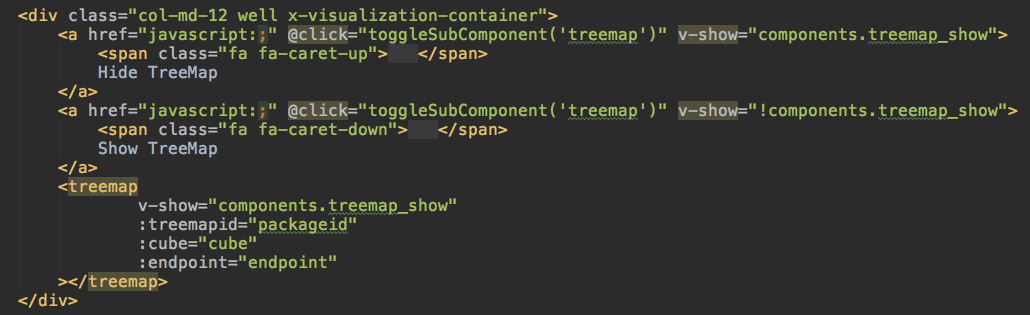 <div class="col-md-12 well x-visualization-container">
<a href="javascript:;" @click="toggleSubComponent('treemap')" v-show="components.treemap_show">
<span class="fa fa-caret-up"> </span>
Hide TreeMap
</a>
<a href="javascript:;" @click="toggleSubComponent('treemap')" v-show="!components.treemap_show">
<span class="fa fa-caret-down"> </span>
Show TreeMap
</a>
<treemap
v-show="components.treemap_show"
:treemapid="packageid"
:cube="cube"
:endpoint="endpoint"
></treemap>
</div>